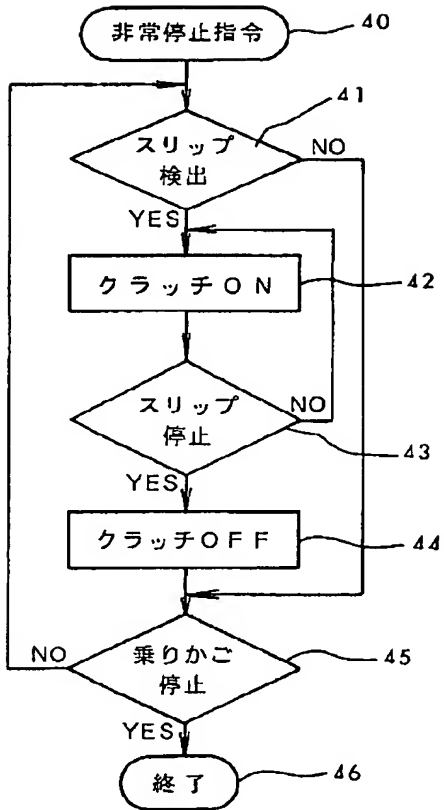 非常停止指令
40
41
スリップ
検出
NO
YES
クラッチON
42
スリップ
停止
NO
43
YES
クラッチOFF
44
NO
乗りかご
停止
45
YES
終了
46